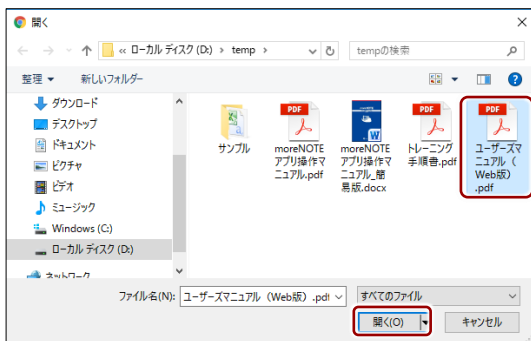 開く
« ローカル ディスク (D:) › temp ›
tempの検索
整理 ▼ 新しいフォルダー
ダウンロード
デスクトップ
ドキュメント
ピクチャ
ビデオ
ミュージック
Windows (C:)
ローカル ディスク (D:)
ネットワーク
サンプル
PDF
moreNOTE
アプリ操作マ
ニュアル.pdf
W
moreNOTE
アプリ操作マ
ニュアル_簡
易版.docx
PDF
トレーニング
手順書.pdf
PDF
ユーザーズマ
ニュアル（
Web版）
.pdf
ファイル名(N): ユーザーズマニュアル（Web版）.pdf
すべてのファイル
開く(O) キャンセル